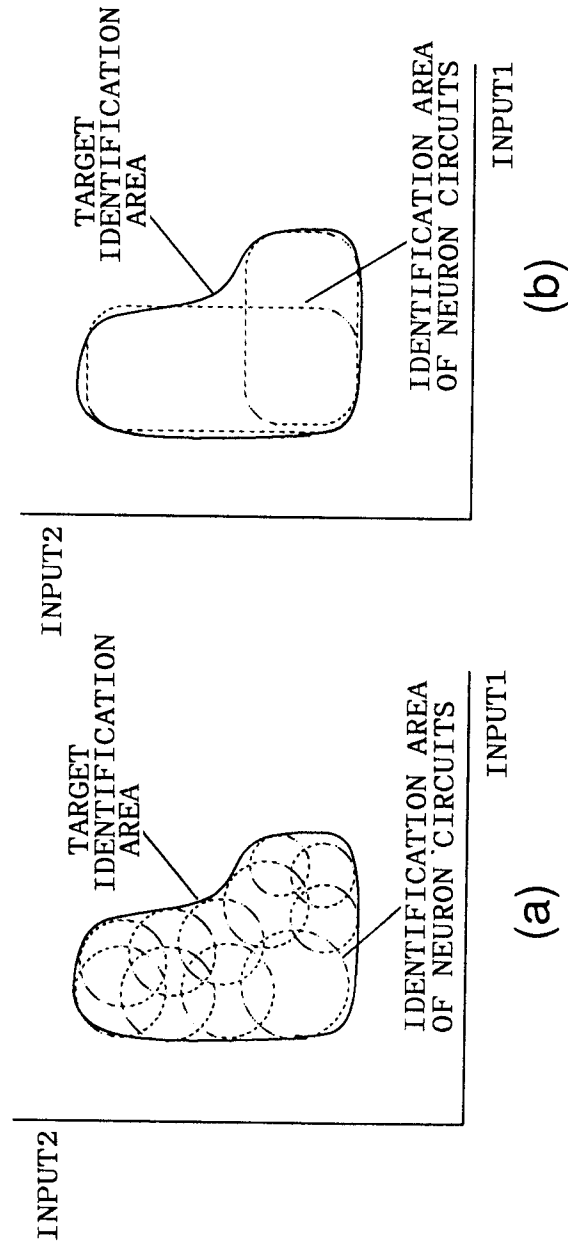 INPUT2
TARGET
IDENTIFICATION
AREA
IDENTIFICATION AREA
OF NEURON CIRCUITS
INPUT1
(a)
INPUT2
TARGET
IDENTIFICATION
AREA
IDENTIFICATION AREA
OF NEURON CIRCUITS
INPUT1
(b)